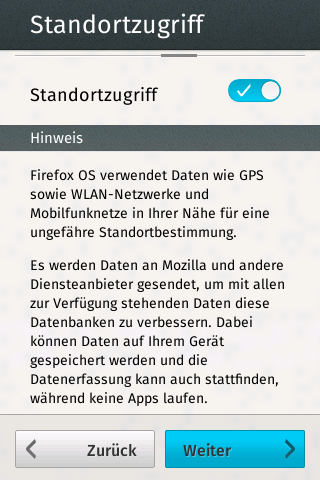 Standortzugriff
Standortzugriff
Hinweis
Firefox OS verwendet Daten wie GPS
sowie WLAN-Netzwerke und
Mobilfunknetze in Ihrer Nähe für eine
ungefähre Standortbestimmung.
Es werden Daten an Mozilla und andere
Diensteanbieter gesendet, um mit allen
zur Verfügung stehenden Daten diese
Datenbanken zu verbessern. Dabei
können Daten auf Ihrem Gerät
gespeichert werden und die
Datenerfassung kann auch stattfinden,
während keine Apps laufen.
Zurück
Weiter